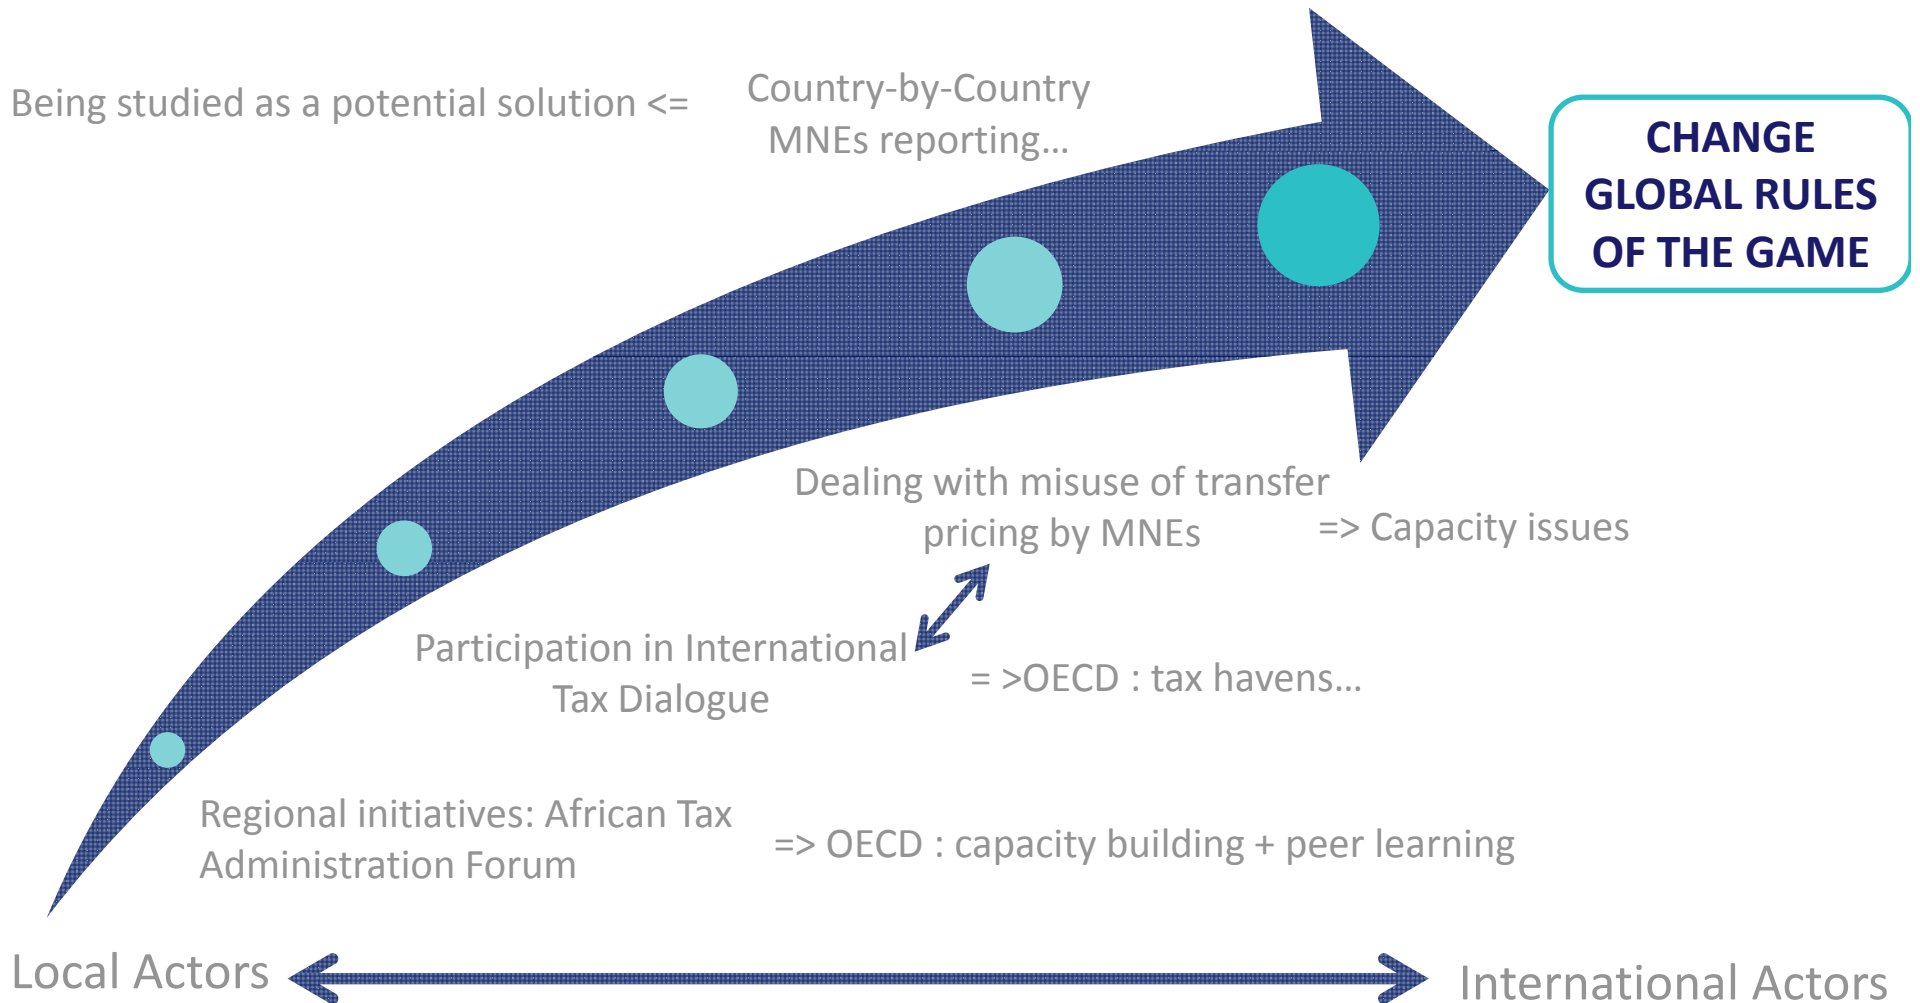 Being studied as a potential solution <=
Country-by-Country
MNEs reporting...
CHANGE
GLOBAL RULES
OF THE GAME
Dealing with misuse of transfer
pricing by MNEs
=> Capacity issues
Participation in International
Tax Dialogue
= >OECD : tax havens...
Regional initiatives: African Tax
Administration Forum
=> OECD : capacity building + peer learning
Local Actors
International Actors